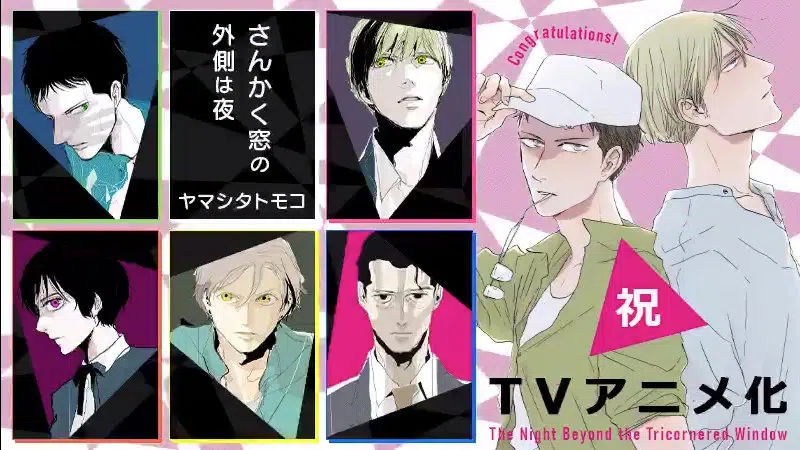 さんかく窓の
外側は夜
ヤマシタトモコ
Congratulations!
祝
TVアニメ化
The Night Beyond the Tricornered Window